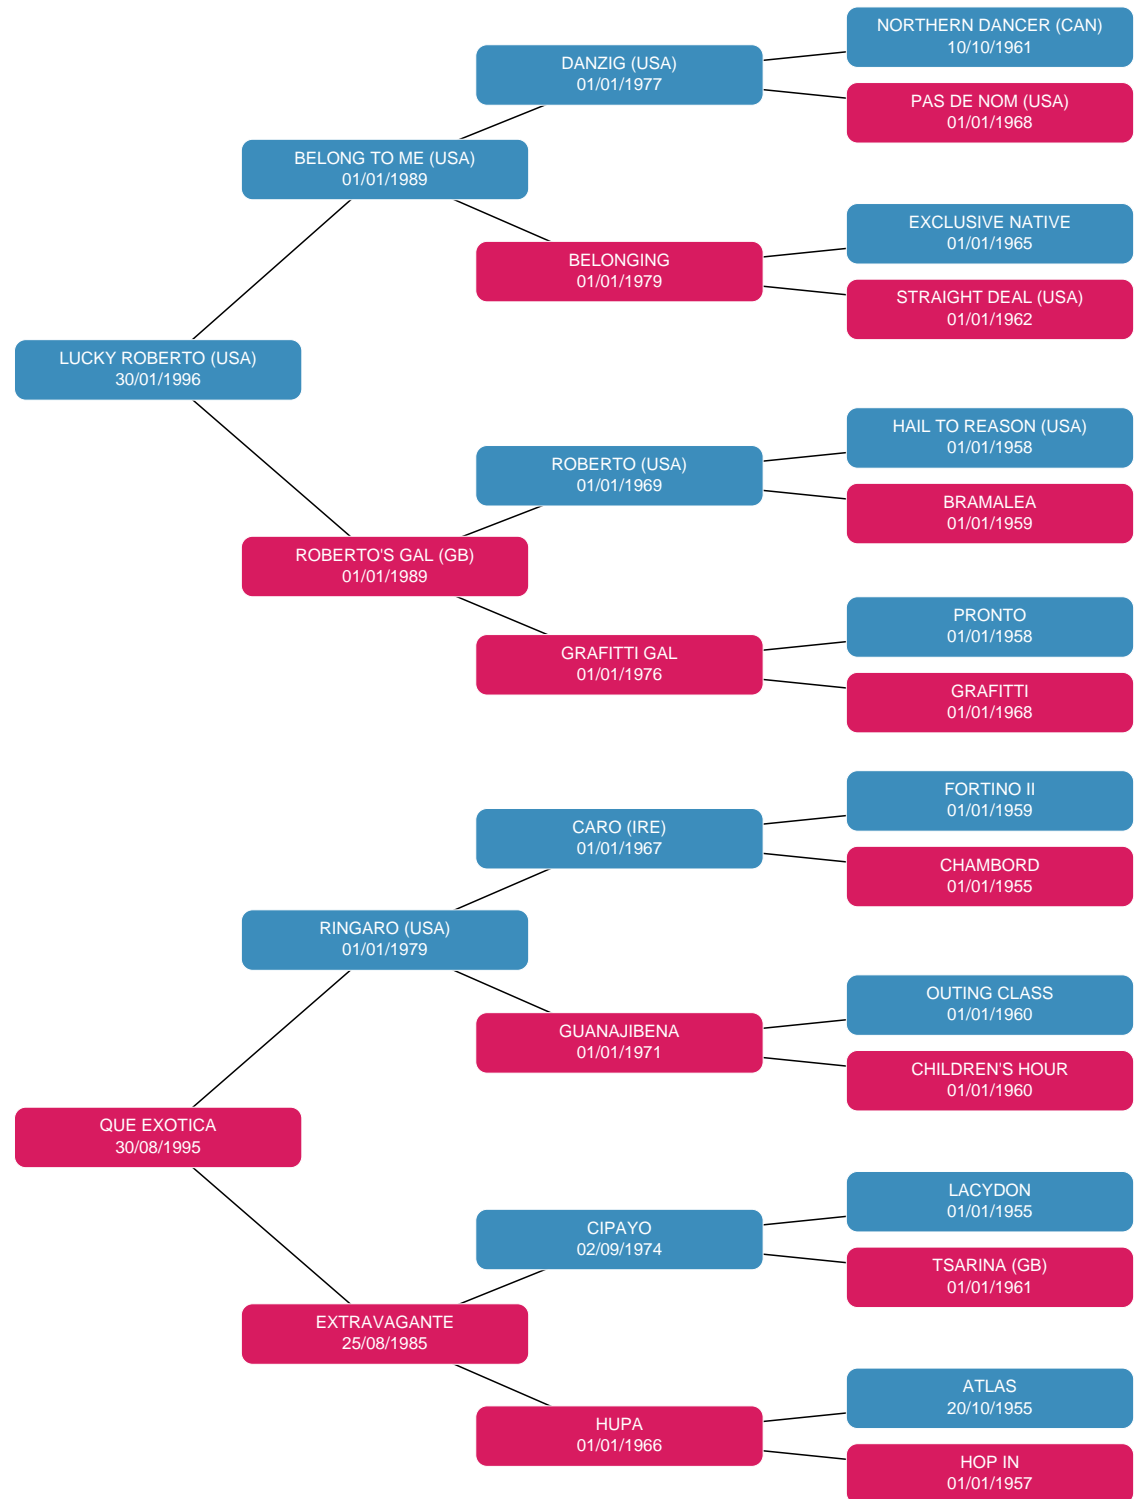 NORTHERN DANCER (CAN)
10/10/1961
DANZIG (USA)
01/01/1977
PAS DE NOM (USA)
01/01/1968
BELONG TO ME (USA)
01/01/1989
EXCLUSIVE NATIVE
01/01/1965
BELONGING
01/01/1979
STRAIGHT DEAL (USA)
01/01/1962
LUCKY ROBERTO (USA)
30/01/1996
HAIL TO REASON (USA)
01/01/1958
ROBERTO (USA)
01/01/1969
BRAMALEA
01/01/1959
ROBERTO'S GAL (GB)
01/01/1989
PRONTO
01/01/1958
GRAFITTI GAL
01/01/1976
GRAFITTI
01/01/1968
FORTINO II
01/01/1959
CARO (IRE)
01/01/1967
CHAMBORD
01/01/1955
RINGARO (USA)
01/01/1979
OUTING CLASS
01/01/1960
GUANAJIBENA
01/01/1971
CHILDREN'S HOUR
01/01/1960
QUE EXOTICA
30/08/1995
LACYDON
01/01/1955
CIPAYO
02/09/1974
TSARINA (GB)
01/01/1961
EXTRAVAGANTE
25/08/1985
ATLAS
20/10/1955
HUPA
01/01/1966
HOP IN
01/01/1957